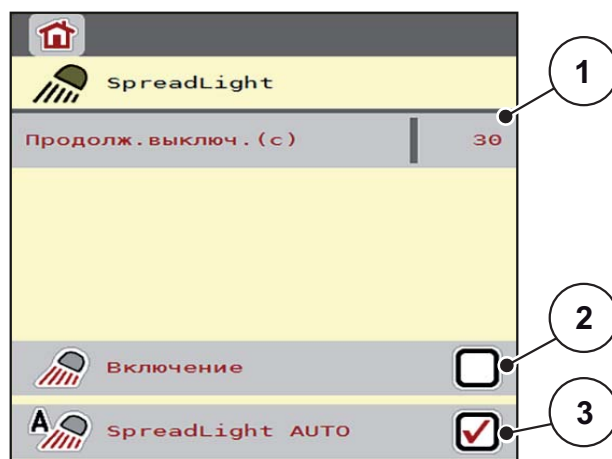 SpreadLight
Продолж.выключ.(с) 30
Включение
A SpreadLight AUTO
1
2
3